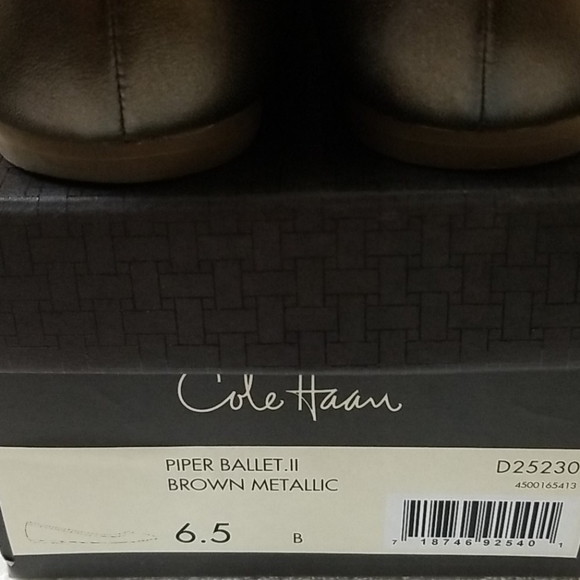 Cole Haan
PIPER BALLET.II
BROWN METALLIC
D25230
4500165413
6.5 B
7 18746 92540 1